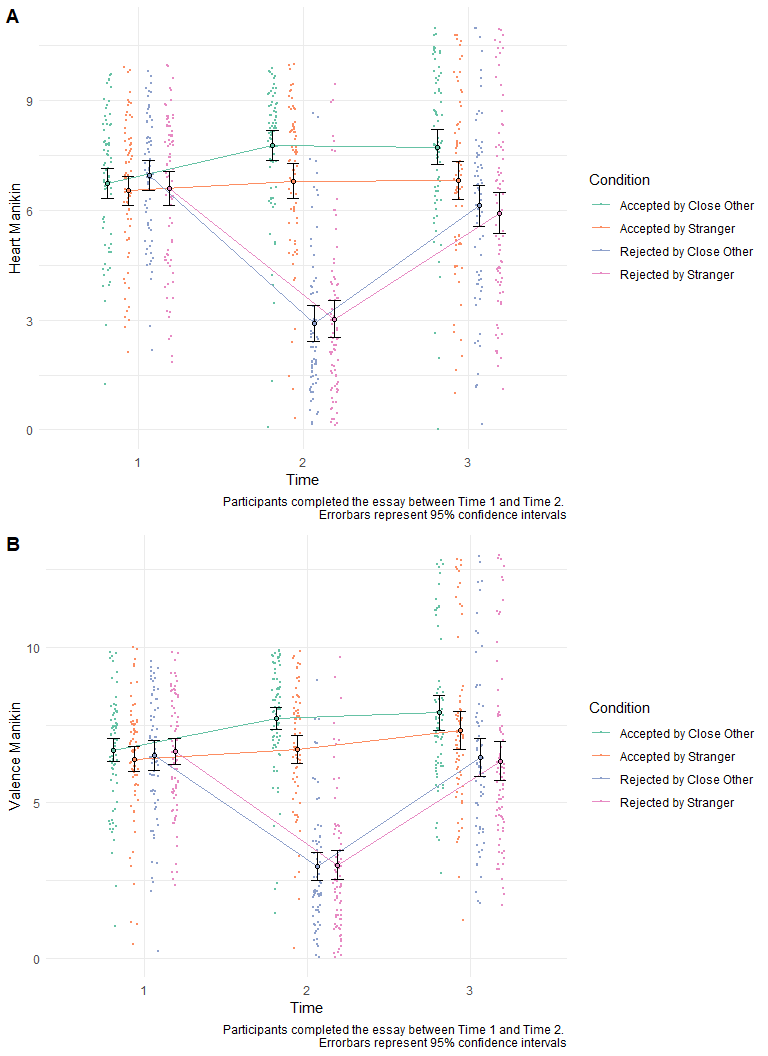 A
9
6
3
0
Heart Manikin
1
2
3
Time
Condition
Accepted by Close Other
Accepted by Stranger
Rejected by Close Other
Rejected by Stranger
Participants completed the essay between Time 1 and Time 2.
Errorbars represent 95% confidence intervals
B
10
5
0
Valence Manikin
1
2
3
Time
Condition
Accepted by Close Other
Accepted by Stranger
Rejected by Close Other
Rejected by Stranger
Participants completed the essay between Time 1 and Time 2.
Errorbars represent 95% confidence intervals